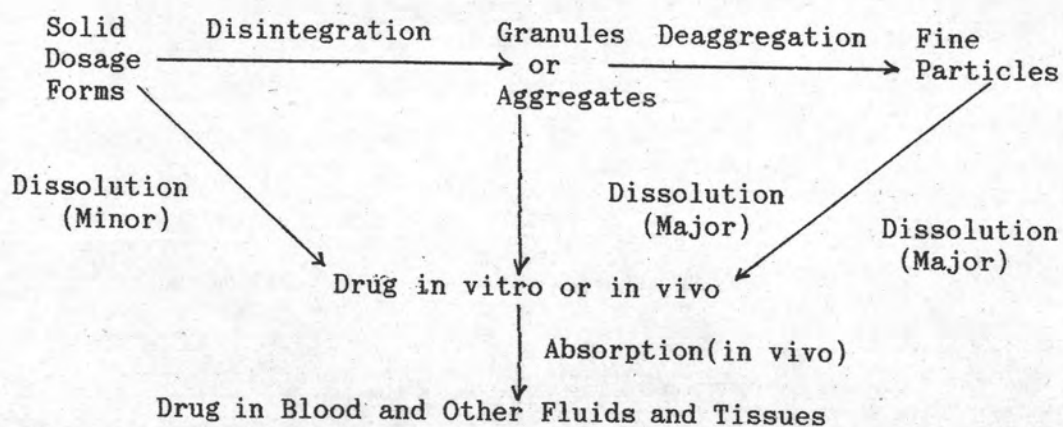 Solid
Dosage
Forms
Disintegration
Granules
or
Aggregates
Deaggregation
Fine
Particles
Dissolution
(Minor)
Dissolution
(Major)
Dissolution
(Major)
Drug in vitro or in vivo
Absorption(in vivo)
Drug in Blood and Other Fluids and Tissues